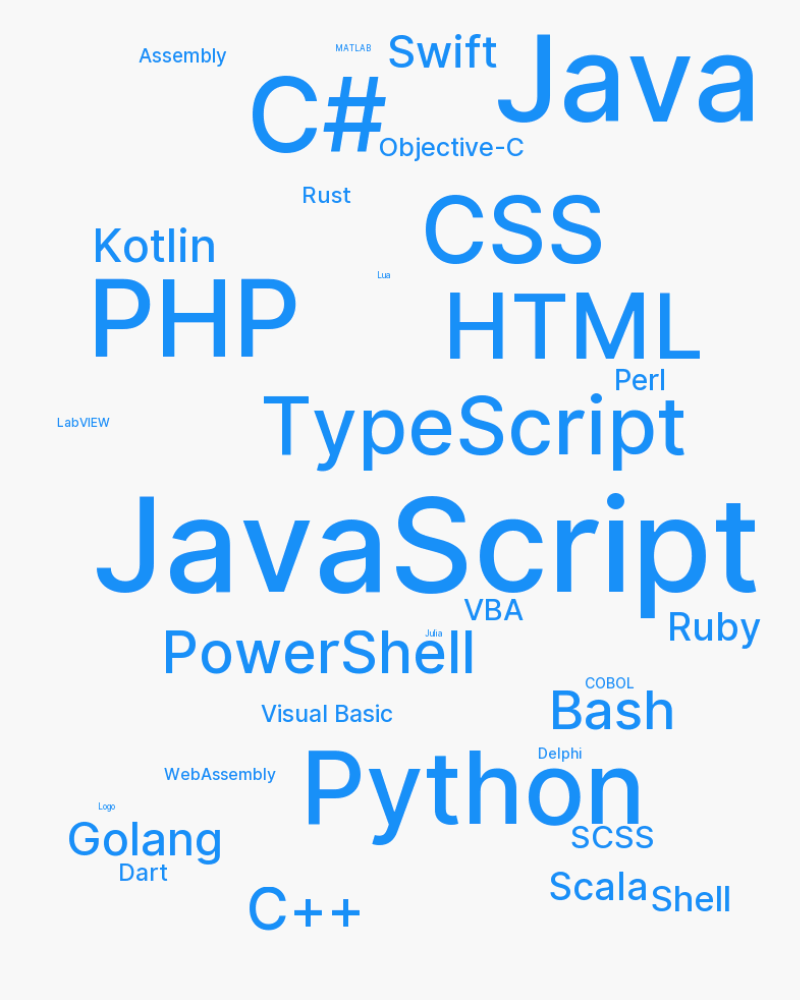 Assembly
MATLAB
Swift
Java
C#
Objective-C
Rust
CSS
Kotlin
Lua
PHP
HTML
Perl
TypeScript
LabVIEW
JavaScript
VBA
Ruby
Julia
PowerShell
COBOL
Bash
Visual Basic
Delphi
WebAssembly
Python
Logo
Golang
SCSS
Dart
Scala
Shell
C++